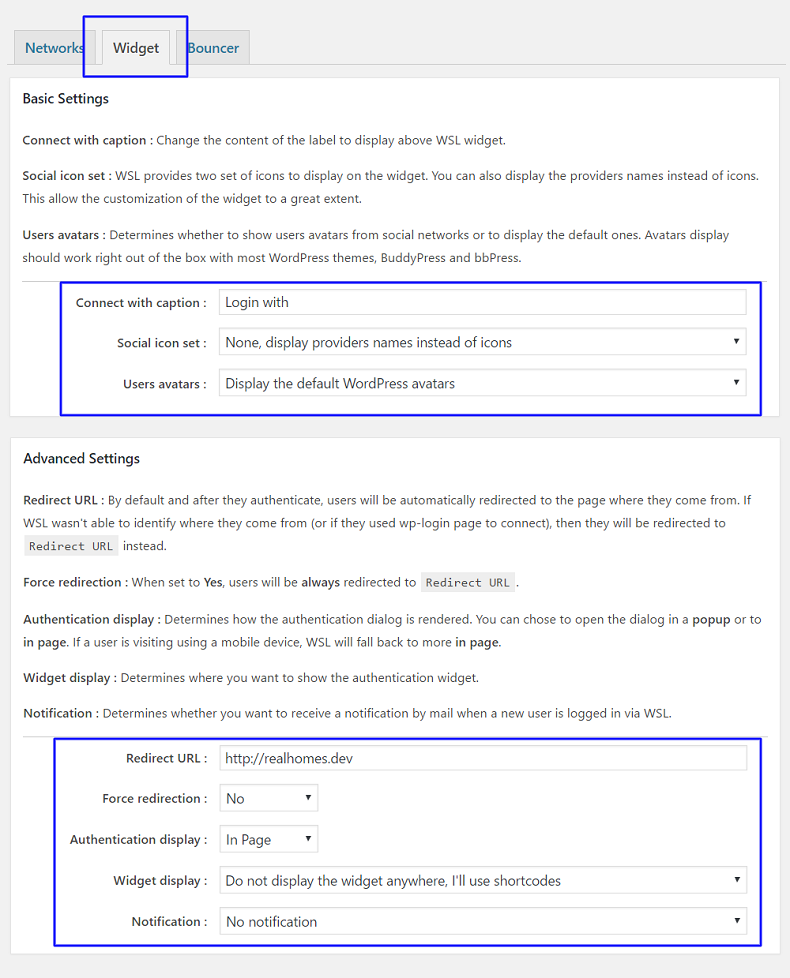 Networks Widget Bouncer
Basic Settings
Connect with caption : Change the content of the label to display above WSL widget.
Social icon set : WSL provides two set of icons to display on the widget. You can also display the providers names instead of icons.
This allow the customization of the widget to a great extent.
Users avatars : Determines whether to show users avatars from social networks or to display the default ones. Avatars display
should work right out of the box with most WordPress themes, BuddyPress and bbPress.
Connect with caption : Login with
Social icon set : None, display providers names instead of icons
Users avatars : Display the default WordPress avatars
Advanced Settings
Redirect URL : By default and after they authenticate, users will be automatically redirected to the page where they come from. If
WSL wasn't able to identify where they come from (or if they used wp-login page to connect), then they will be redirected to
Redirect URL instead.
Force redirection : When set to Yes, users will be always redirected to Redirect URL .
Authentication display : Determines how the authentication dialog is rendered. You can chose to open the dialog in a popup or to
in page. If a user is visiting using a mobile device, WSL will fall back to more in page.
Widget display : Determines where you want to show the authentication widget.
Notification : Determines whether you want to receive a notification by mail when a new user is logged in via WSL.
Redirect URL : http://realhomes.dev
Force redirection : No
Authentication display : In Page
Widget display : Do not display the widget anywhere, I'll use shortcodes
Notification : No notification